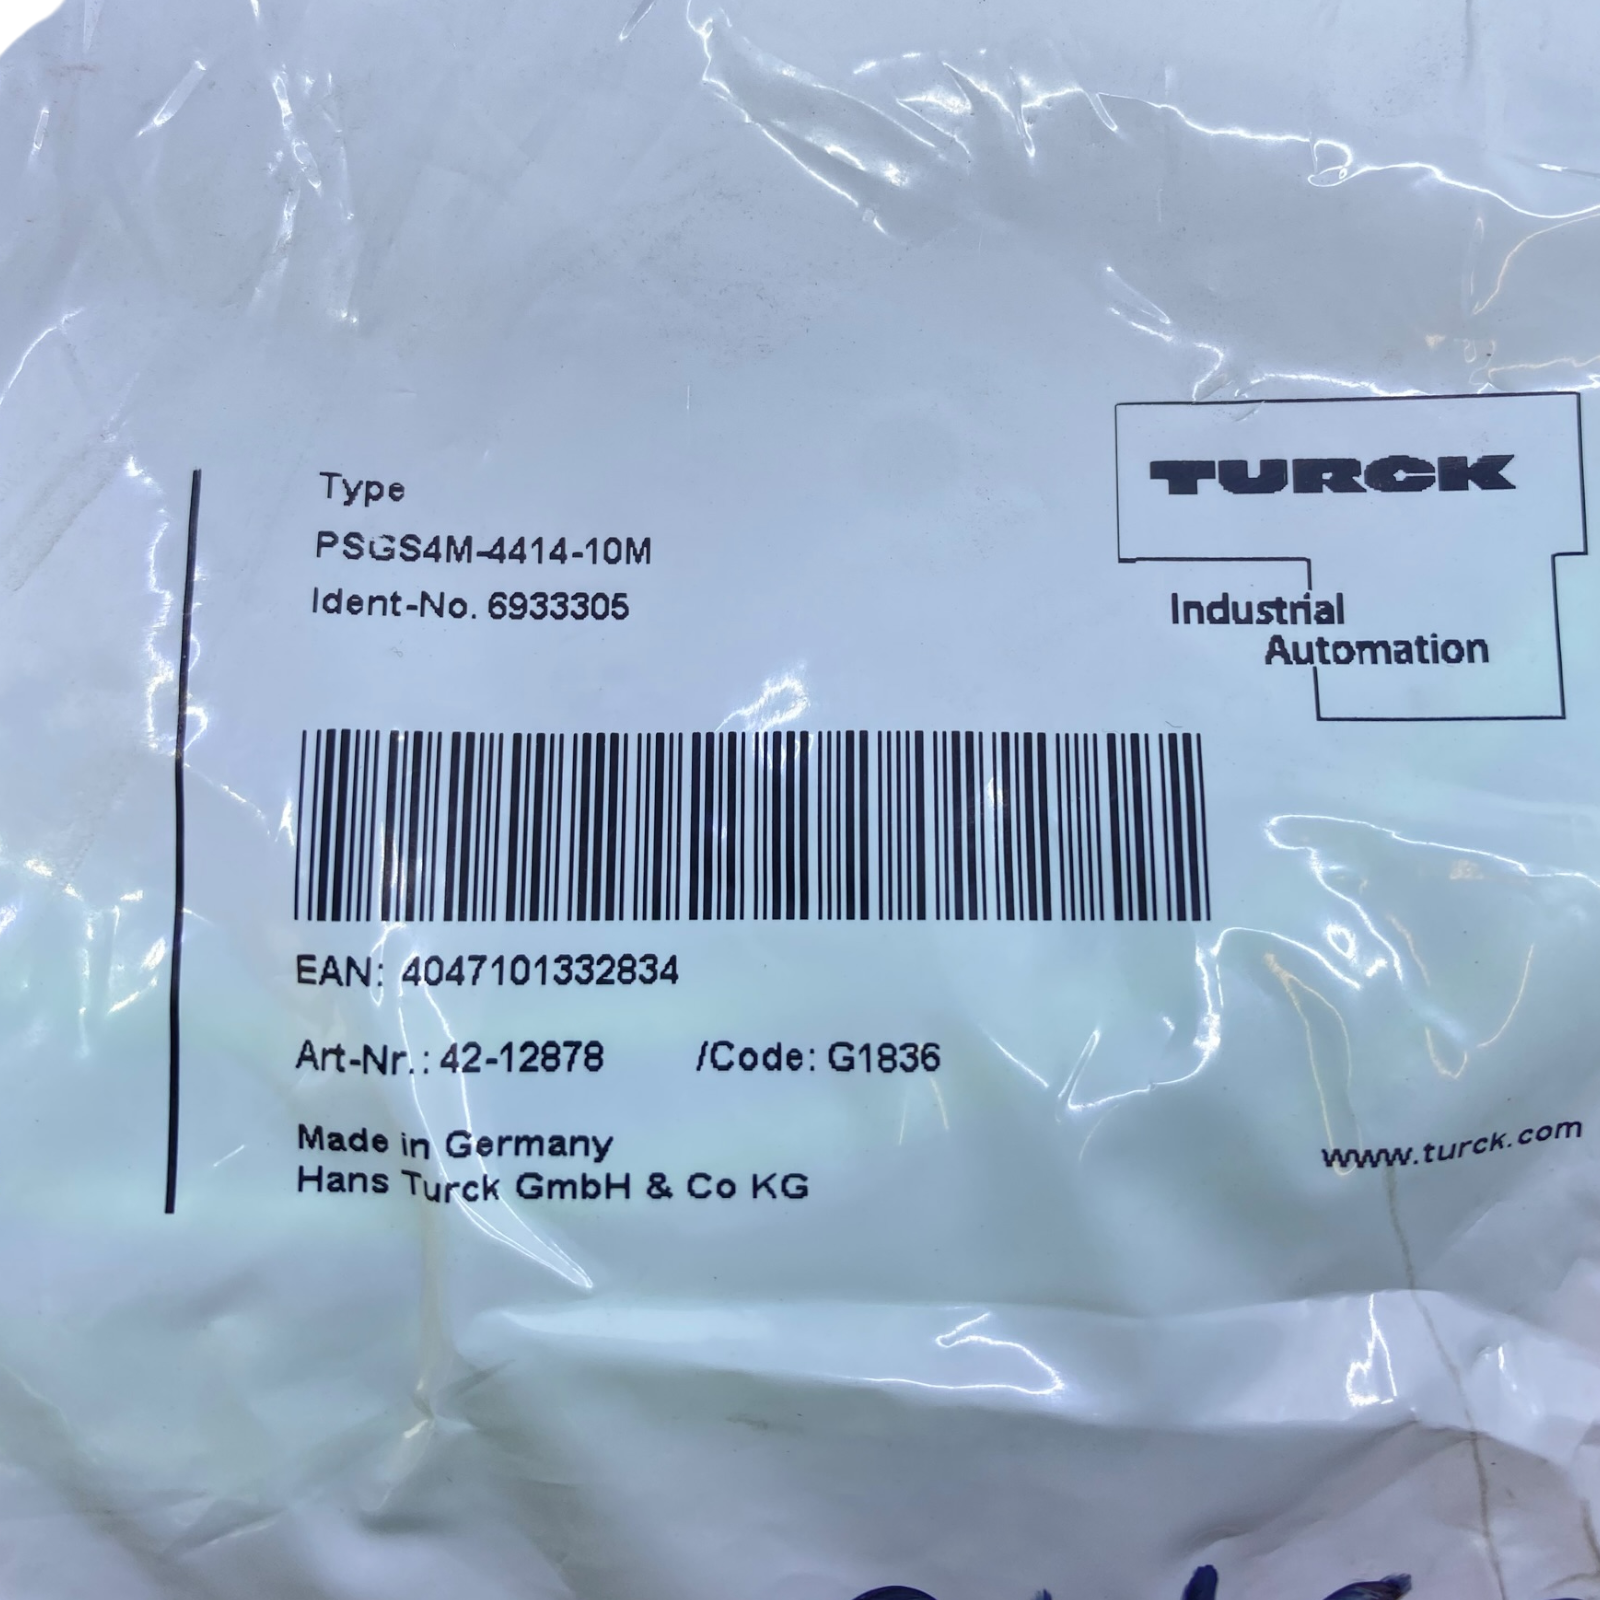 Type
PSGS4M-4414-10M
Ident-No. 6933305
TURCK
Industrial
Automation
EAN: 4047101332834
Art-Nr.: 42-12878 /Code: G1836
Made in Germany
Hans Turck GmbH & Co KG
www.turck.com